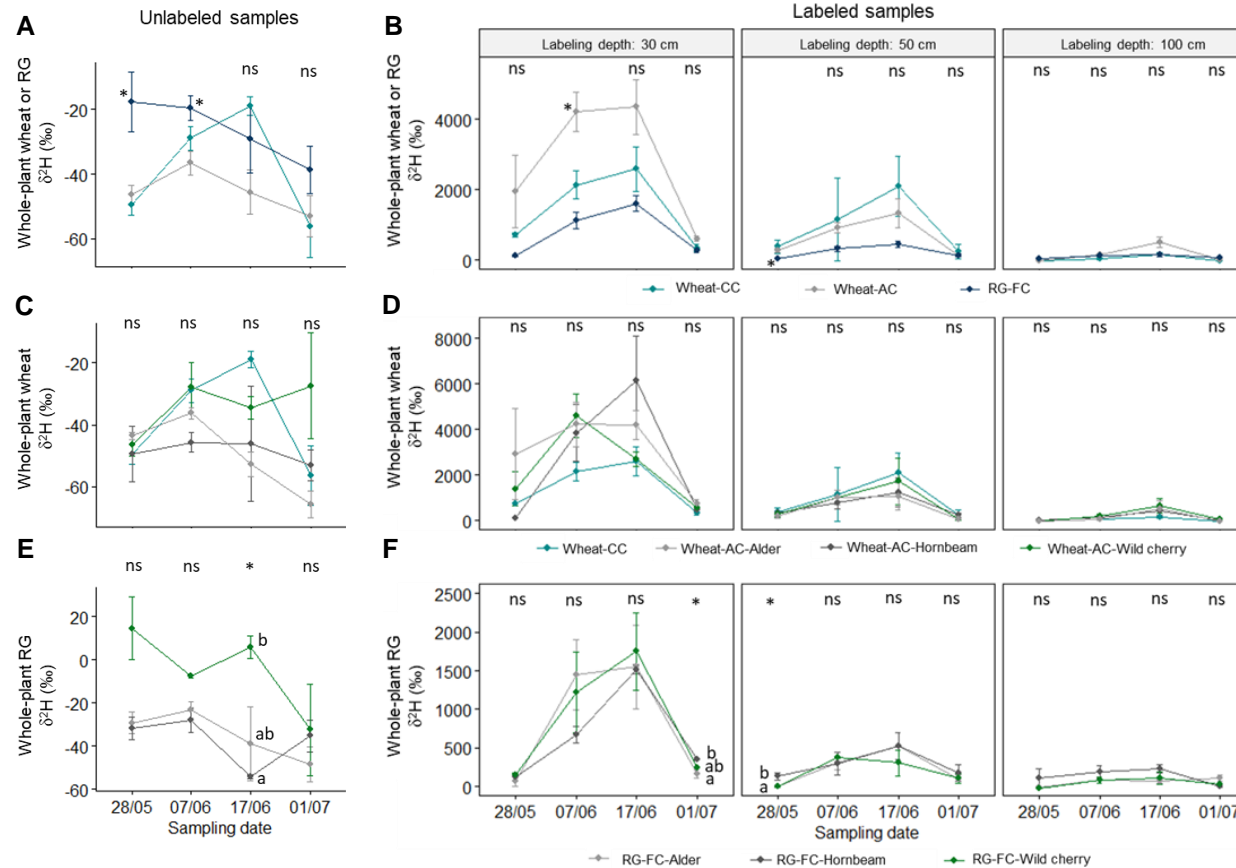 Unlabeled samples
Labeled samples
A
B
Labeling depth: 30 cm
Labeling depth: 50 cm
Labeling depth: 100 cm
Whole-plant wheat or RG
δ²H (‰)
-20
-40
-60
*
*
ns
ns
Whole-plant wheat or RG
δ²H (‰)
4000
2000
0
ns
*
ns
ns
*
ns
ns
ns
ns
ns
ns
ns
Wheat-CC
Wheat-AC
RG-FC
C
D
Whole-plant wheat
δ²H (‰)
-20
-40
-60
ns
ns
ns
ns
Whole-plant wheat
δ²H (‰)
8000
6000
4000
2000
0
ns
ns
ns
ns
ns
ns
ns
ns
ns
ns
ns
ns
Wheat-CC
Wheat-AC-Alder
Wheat-AC-Hornbeam
Wheat-AC-Wild cherry
E
F
Whole-plant RG
δ²H (‰)
20
0
-20
-40
-60
ns
ns
*
ns
b
ab
a
28/05
07/06
17/06
01/07
Sampling date
Whole-plant RG
δ²H (‰)
2500
2000
1500
1000
500
0
ns
ns
ns
*
b
ab
a
*
ns
ns
ns
b
a
ns
ns
ns
ns
28/05
07/06
17/06
01/07
28/05
07/06
17/06
01/07
28/05
07/06
17/06
01/07
Sampling date
RG-FC-Alder
RG-FC-Hornbeam
RG-FC-Wild cherry